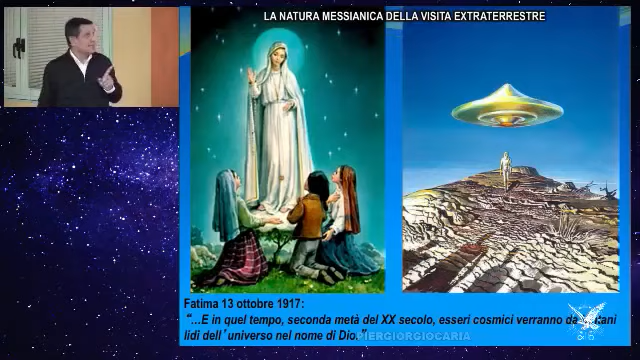 LA NATURA MESSIANICA DELLA VISITA EXTRATERRESTRE
Fatima 13 ottobre 1917:
“...E in quel tempo, seconda metà del XX secolo, esseri cosmici verranno da
lidi dell’universo nel nome di Dio.”
PIERGIORGIOCARIA